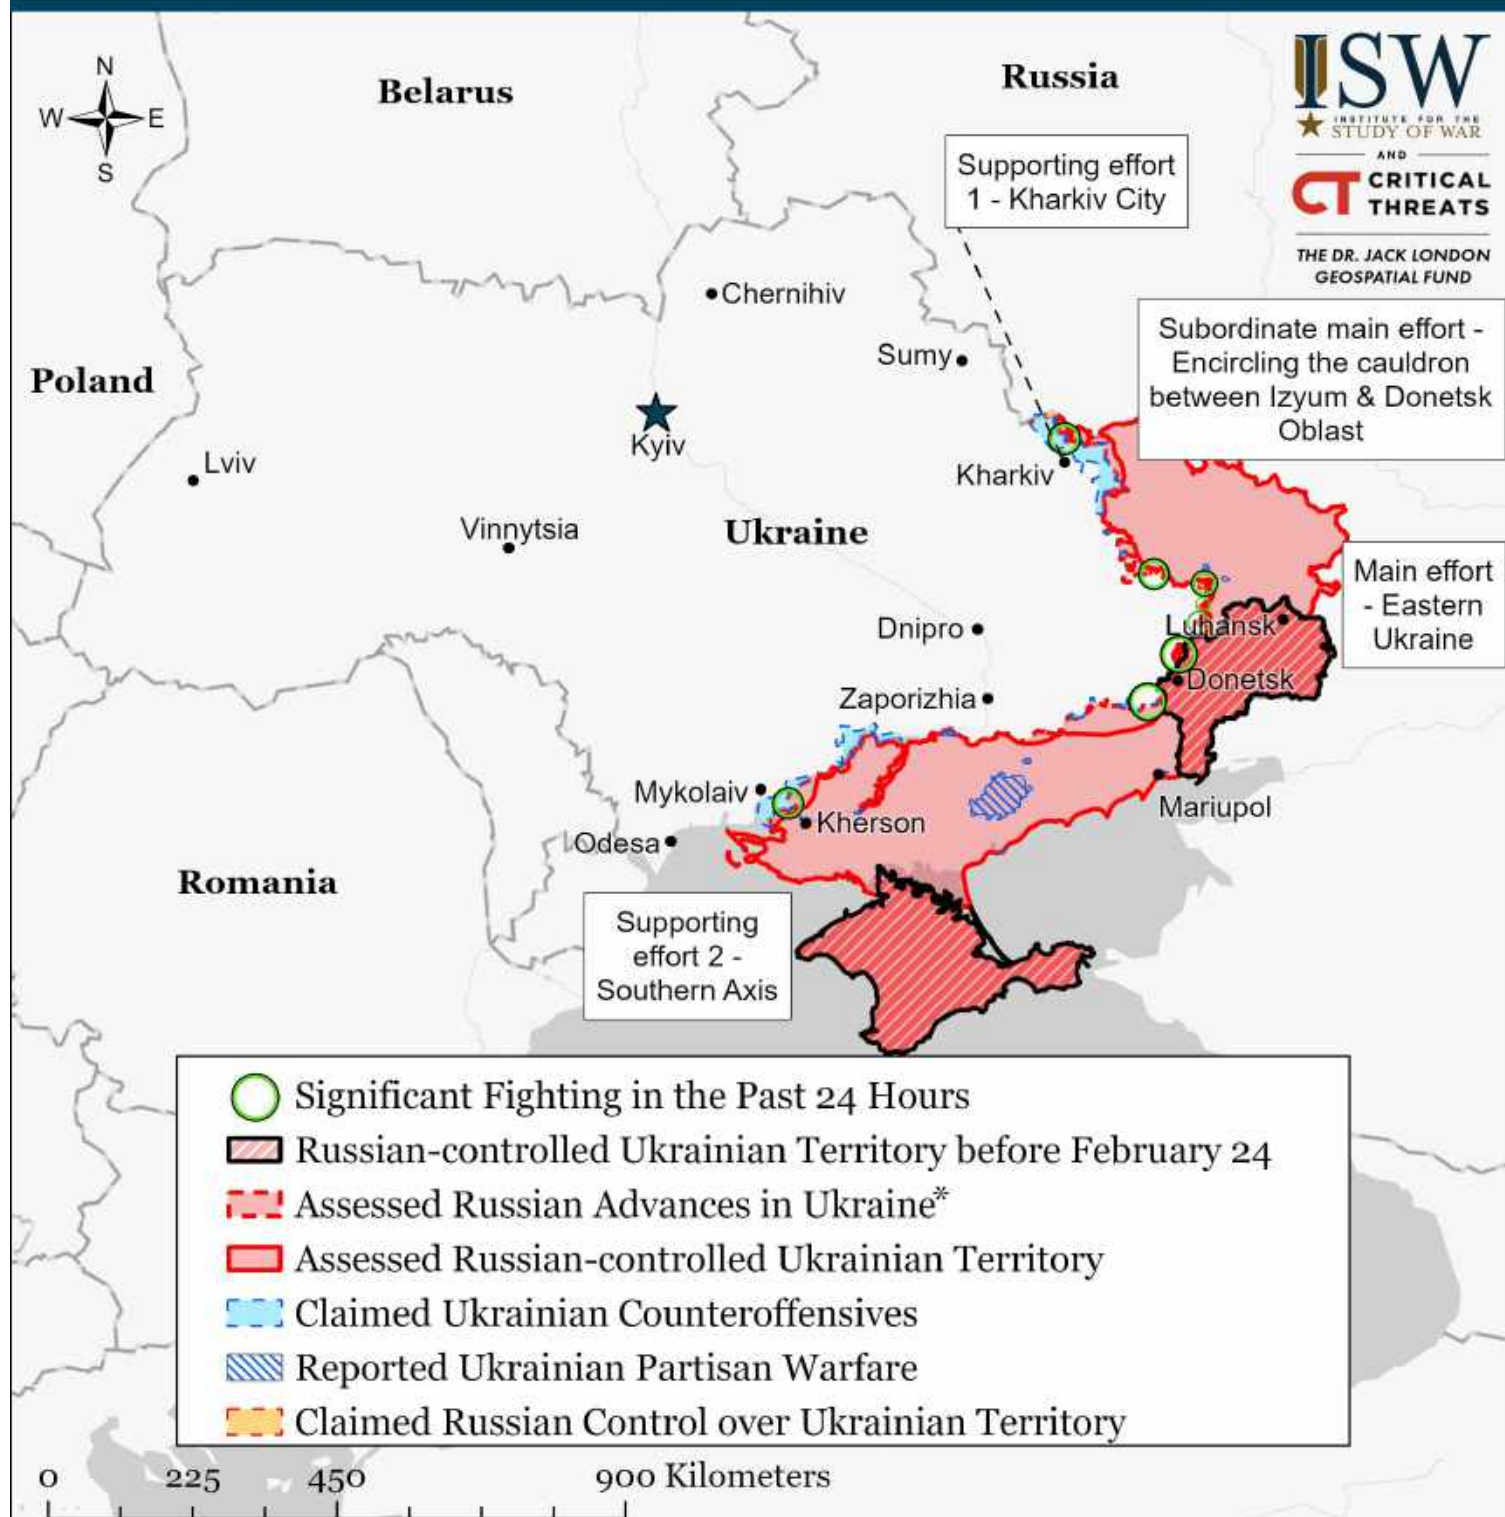 N
W
E
S
Belarus
Russia
ISW
INSTITUTE FOR THE
STUDY OF WAR
AND
CT CRITICAL
THREATS
THE DR. JACK LONDON
GEOSPATIAL FUND
Supporting effort
1 - Kharkiv City
Chernihiv
Sumy
Subordinate main effort -
Encircling the cauldron
between Izyum & Donetsk
Oblast
Poland
Kyiv
Lviv
Kharkiv
Vinnytsia
Ukraine
Main effort
- Eastern
Ukraine
Dnipro
Luhansk
Donetsk
Zaporizhia
Mykolaiv
Kherson
Mariupol
Odesa
Romania
Supporting
effort 2 -
Southern Axis
Significant Fighting in the Past 24 Hours
Russian-controlled Ukrainian Territory before February 24
Assessed Russian Advances in Ukraine*
Assessed Russian-controlled Ukrainian Territory
Claimed Ukrainian Counteroffensives
Reported Ukrainian Partisan Warfare
Claimed Russian Control over Ukrainian Territory
0 225 450 900 Kilometers